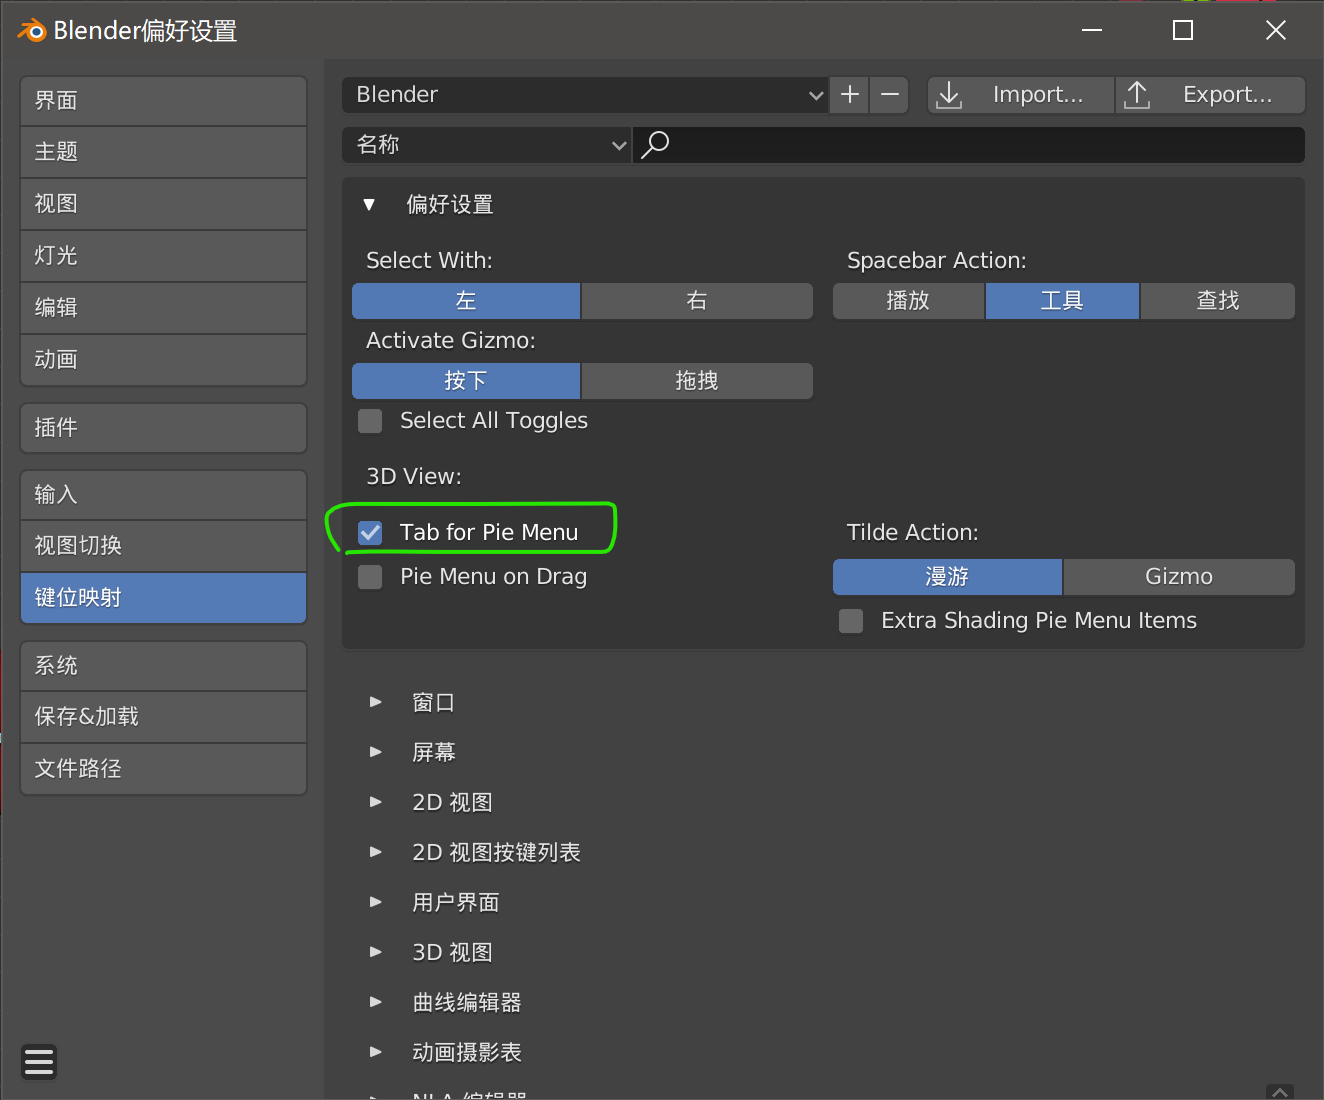 Blender偏好设置
界面
主题
视图
灯光
编辑
动画
插件
输入
视图切换
键位映射
系统
保存&加载
文件路径
Blender
Import...
Export...
名称
偏好设置
Select With:
Spacebar Action:
左
右
播放
工具
查找
Activate Gizmo:
按下
拖拽
Select All Toggles
3D View:
Tab for Pie Menu
Tilde Action:
Pie Menu on Drag
漫游
Gizmo
Extra Shading Pie Menu Items
窗口
屏幕
2D 视图
2D 视图按键列表
用户界面
3D 视图
曲线编辑器
动画摄影表
NLA 编辑器